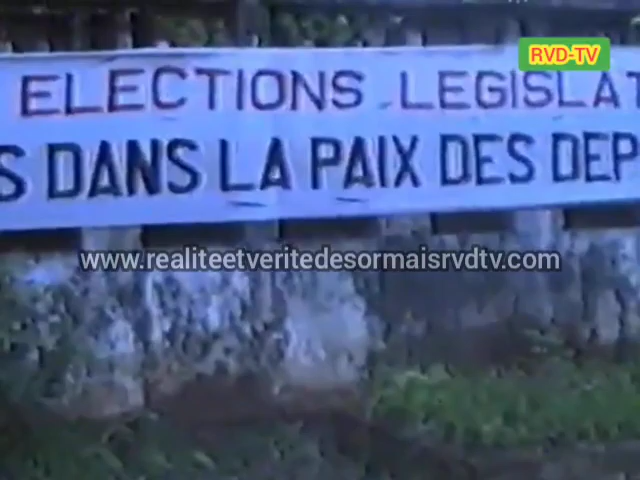 RVD-TV
ELECTIONS LEGISLAT
S DANS LA PAIX DES DEP
www.realiteetveritedesormaisrvdtv.com